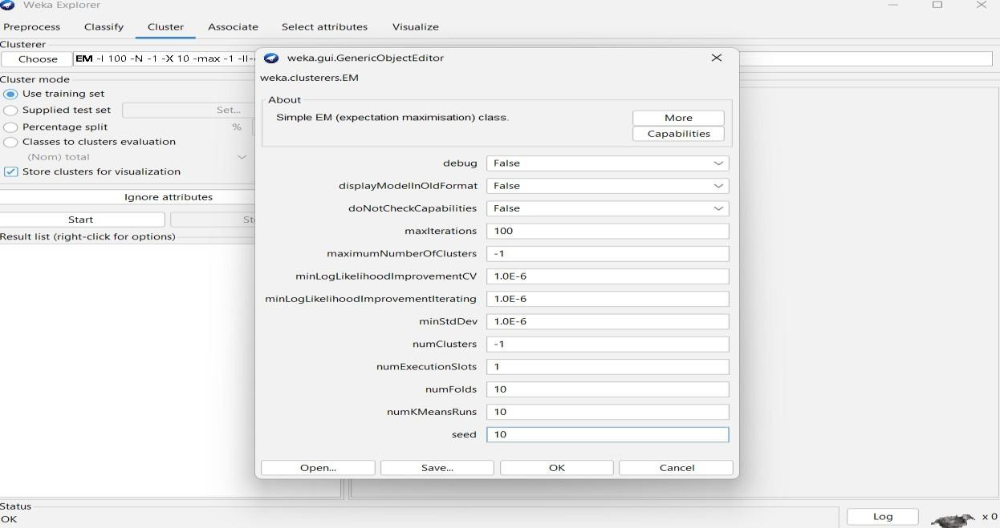 Weka Explorer
Preprocess Classify Cluster Associate Select attributes Visualize
Clusterer
Choose EM -I 100 -N -1 -X 10 -max -1 -ll-
weka.gui.GenericObjectEditor
weka.clusterers.EM
About
Simple EM (expectation maximisation) class.
More
Capabilities
debug False
displayModelInOldFormat False
doNotCheckCapabilities False
maxIterations 100
maximumNumberOfClusters -1
minLogLikelihoodImprovementCV 1.0E-6
minLogLikelihoodImprovementIterating 1.0E-6
minStdDev 1.0E-6
numClusters -1
numExecutionSlots 1
numFolds 10
numKMeansRuns 10
seed 10
Open... Save... OK Cancel
Cluster mode
Use training set
Supplied test set Set...
Percentage split %
Classes to clusters evaluation
(Nom) total
Store clusters for visualization
Ignore attributes
Start
Result list (right-click for options)
Status
OK
Log x 0